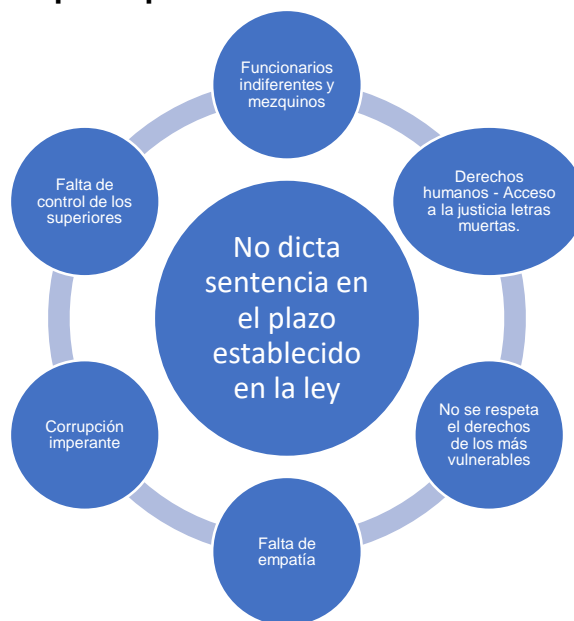 Funcionarios
indiferentes y
mezquinos
Derechos
humanos - Acceso
a la justicia letras
muertas.
No se respeta
el derechos
de los más
vulnerables
Falta de
empatía
Corrupción
imperante
Falta de
control de los
superiores
No dicta
sentencia en
el plazo
establecido
en la ley